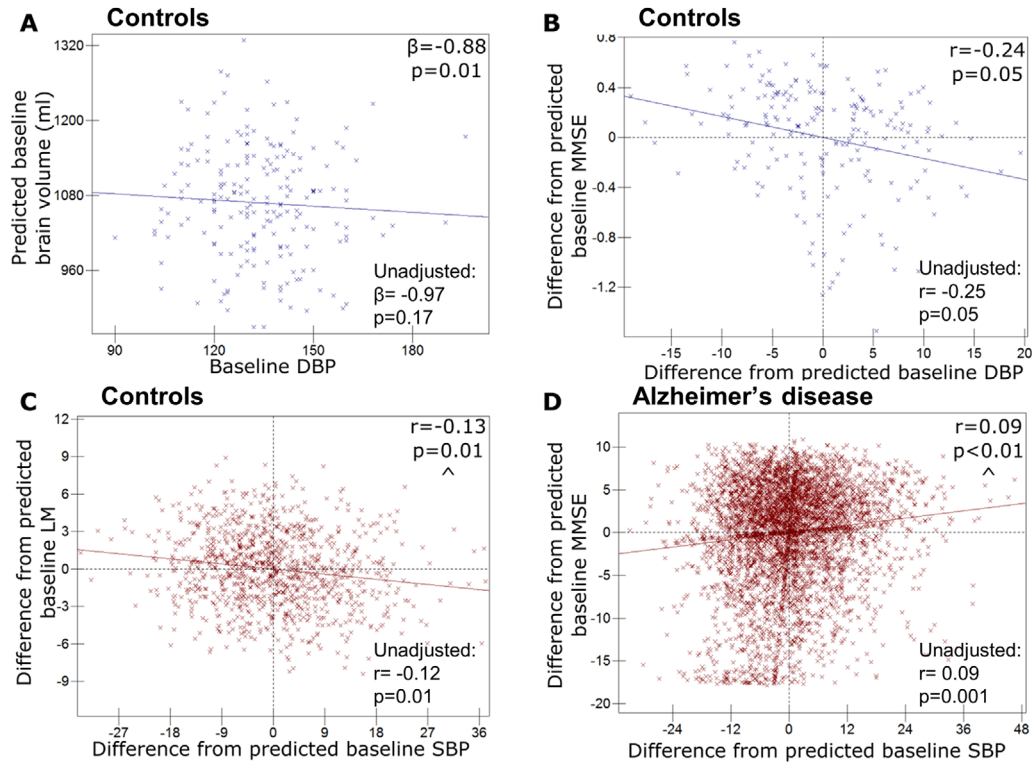 A Controls
1320
1200
1080
960
Predicted baseline
brain volume (ml)
β=-0.88
p=0.01
Unadjusted:
β= -0.97
p=0.17
90 120 150 180
Baseline DBP
B Controls
0.8
0.4
0
-0.4
-0.8
-1.2
Difference from predicted
baseline MMSE
r=-0.24
p=0.05
Unadjusted:
r= -0.25
p=0.05
-15 -10 -5 0 5 10 15 20
Difference from predicted baseline DBP
C Controls
12
9
6
3
0
-3
-6
-9
Difference from predicted
baseline LM
r=-0.13
p=0.01
^
Unadjusted:
r= -0.12
p=0.01
-27 -18 -9 0 9 18 27 36
Difference from predicted baseline SBP
D Alzheimer's disease
10
5
0
-5
-10
-15
-20
Difference from predicted
baseline MMSE
r=0.09
p<0.01
^
Unadjusted:
r= 0.09
p=0.001
-24 -12 0 12 24 36 48
Difference from predicted baseline SBP